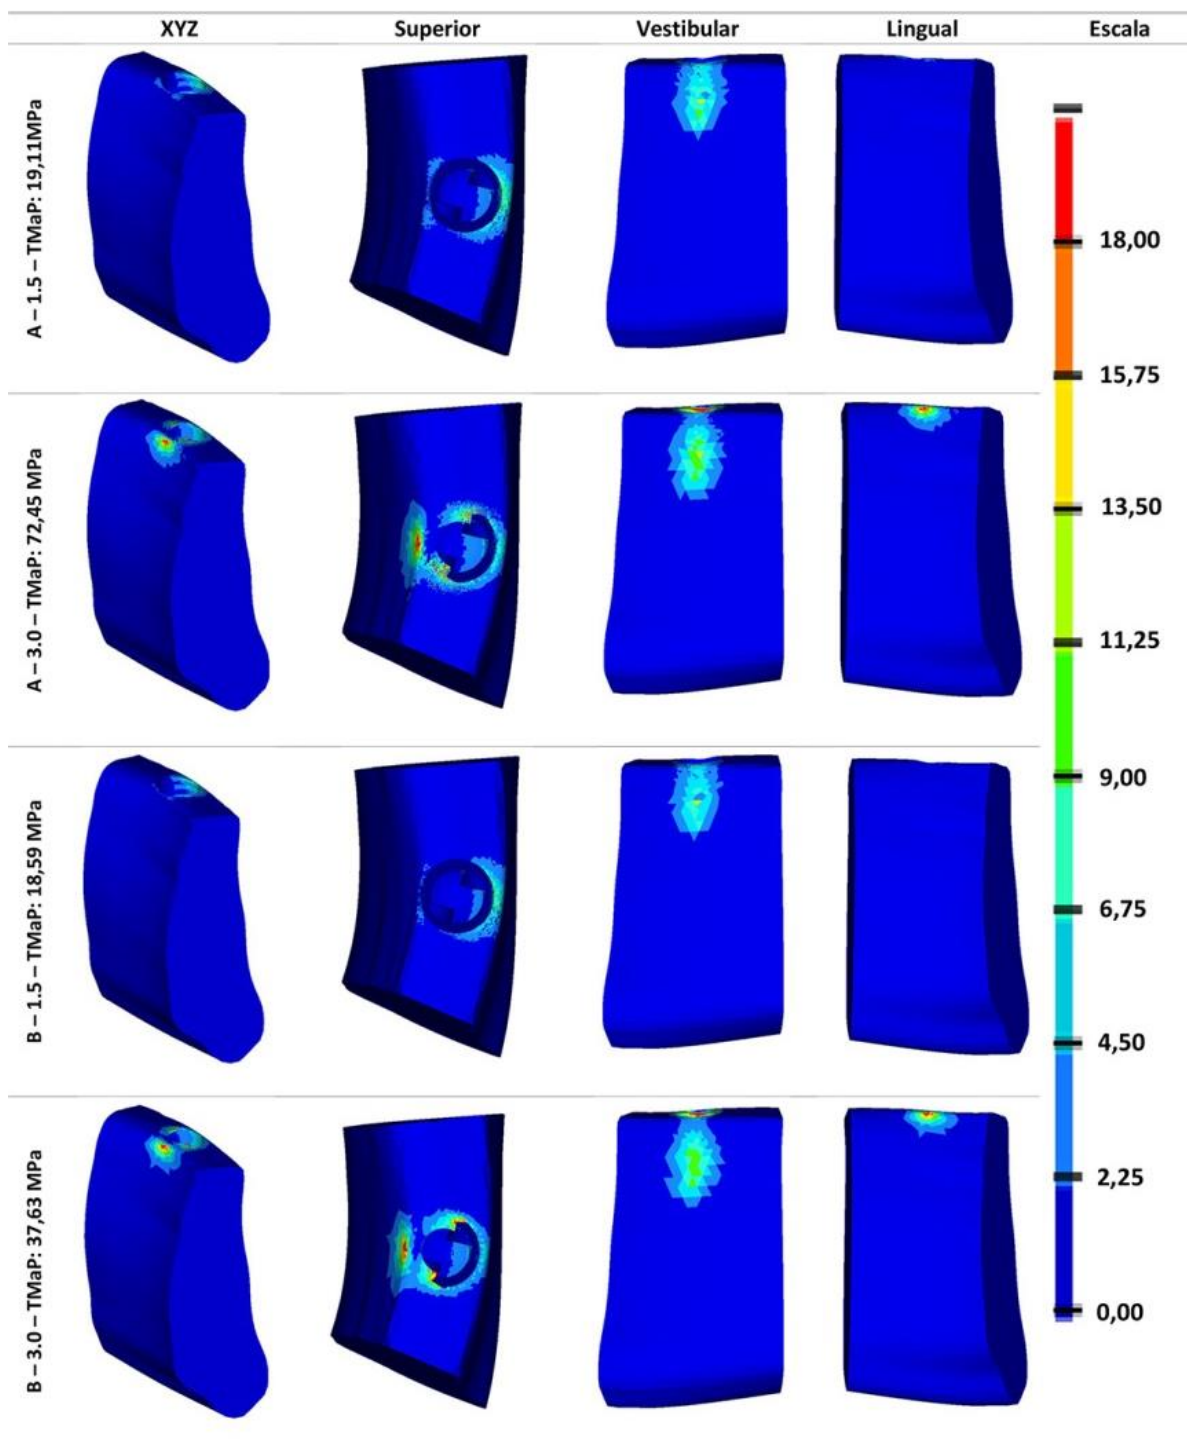 XYZ Superior Vestibular Lingual Escala
A – 1.5 – TMaP: 19,11MPa
A – 3.0 – TMaP: 72,45 MPa
B – 1.5 – TMaP: 18,59 MPa
B – 3.0 – TMaP: 37,63 MPa
18,00
15,75
13,50
11,25
9,00
6,75
4,50
2,25
0,00